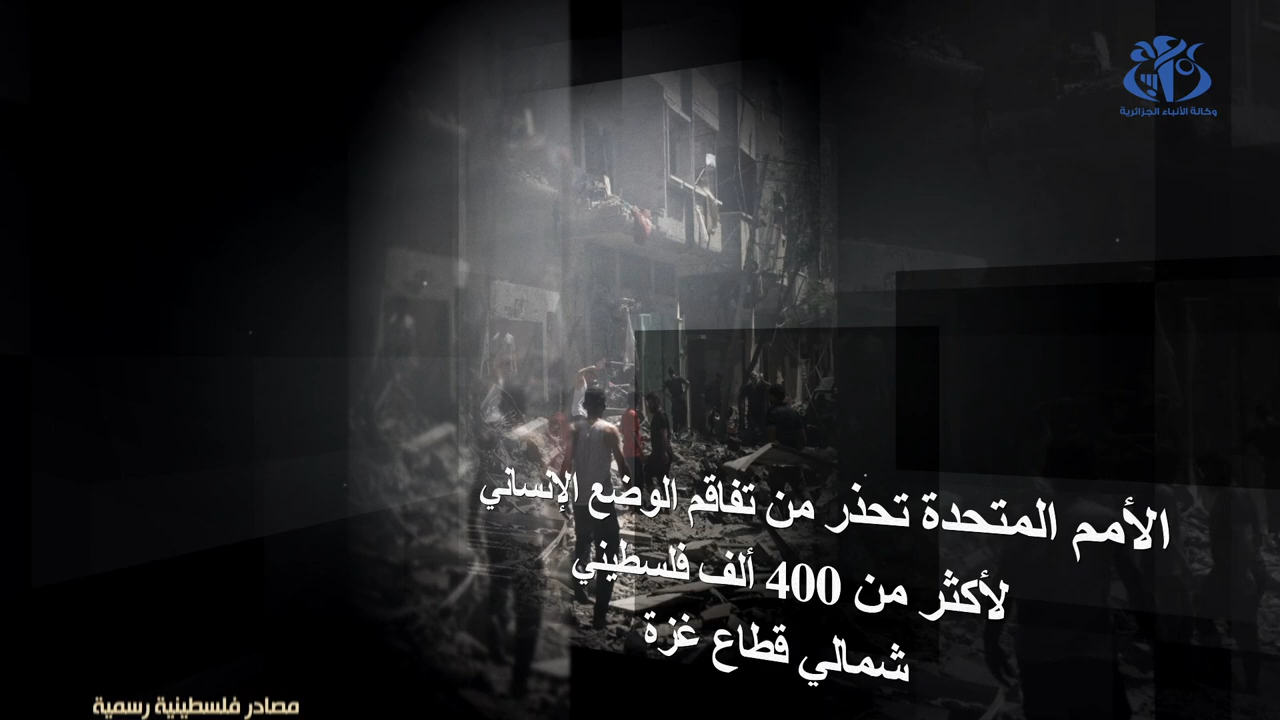 وكالة الأنباء الجزائرية
الأمم المتحدة تحذر من تفاقم الوضع الإنساني
لأكثر من 400 ألف فلسطيني
شمالي قطاع غزة
مصادر فلسطينية رسمية